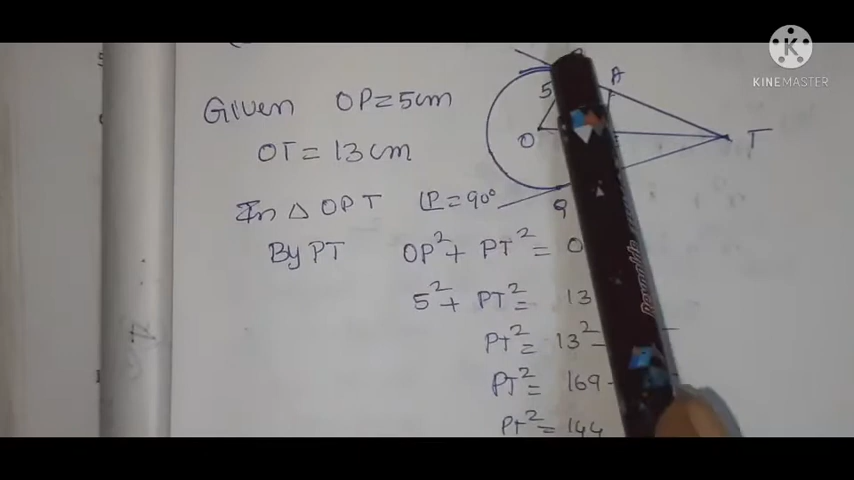 K
KINEMASTER
A
5
Given OP=5cm
O
T
OT = 13cm
In △ OPT ∟P=90°
Q
By PT OP²+ PT² = O
5²+ PT² = 13
Pt² = 13² -
PT² = 169 -
Pt² = 144
Reynolds